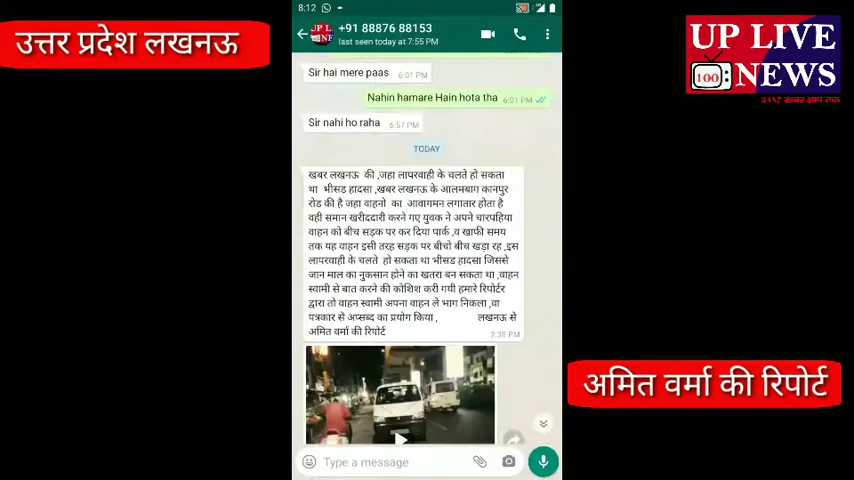 8:12
उत्तर प्रदेश लखनऊ
UP LIVE
100
NEWS
+91 88876 88153
last seen today at 7:55 PM
Sir hai mere paas 6:01 PM
Nahin hamare Hain hota tha 6:01 PM
Sir nahi ho raha 6:57 PM
TODAY
खबर लखनऊ की ,जहा लापरवाही के चलते हो सकता
था भीसड हादसा ,खबर लखनऊ के आलमबाग कानपुर
रोड की है जहा वाहनो का आवागमन लगातार होता है
वही समान खरीददारी करने गए युवक ने अपने चारपहिया
वाहन को बीच सड़क पर कर दिया पार्क ,व खाफी समय
तक यह वाहन इसी तरह सड़क पर बीचो बीच खड़ा रह ,इस
लापरवाही के चलते हो सकता था भीसड हादसा जिससे
जान माल का नुकसान होने का खतरा बन सकता था ,वाहन
स्वामी से बात करने की कोशिश करी गयी हमारे रिपोर्टर
द्वारा तो वाहन स्वामी अपना वाहन ले भाग निकला ,वा
पत्रकार से अप्सब्द का प्रयोग किया , लखनऊ से
अमित वर्मा की रिपोर्ट 2:38 PM
अमित वर्मा की रिपोर्ट
Type a message